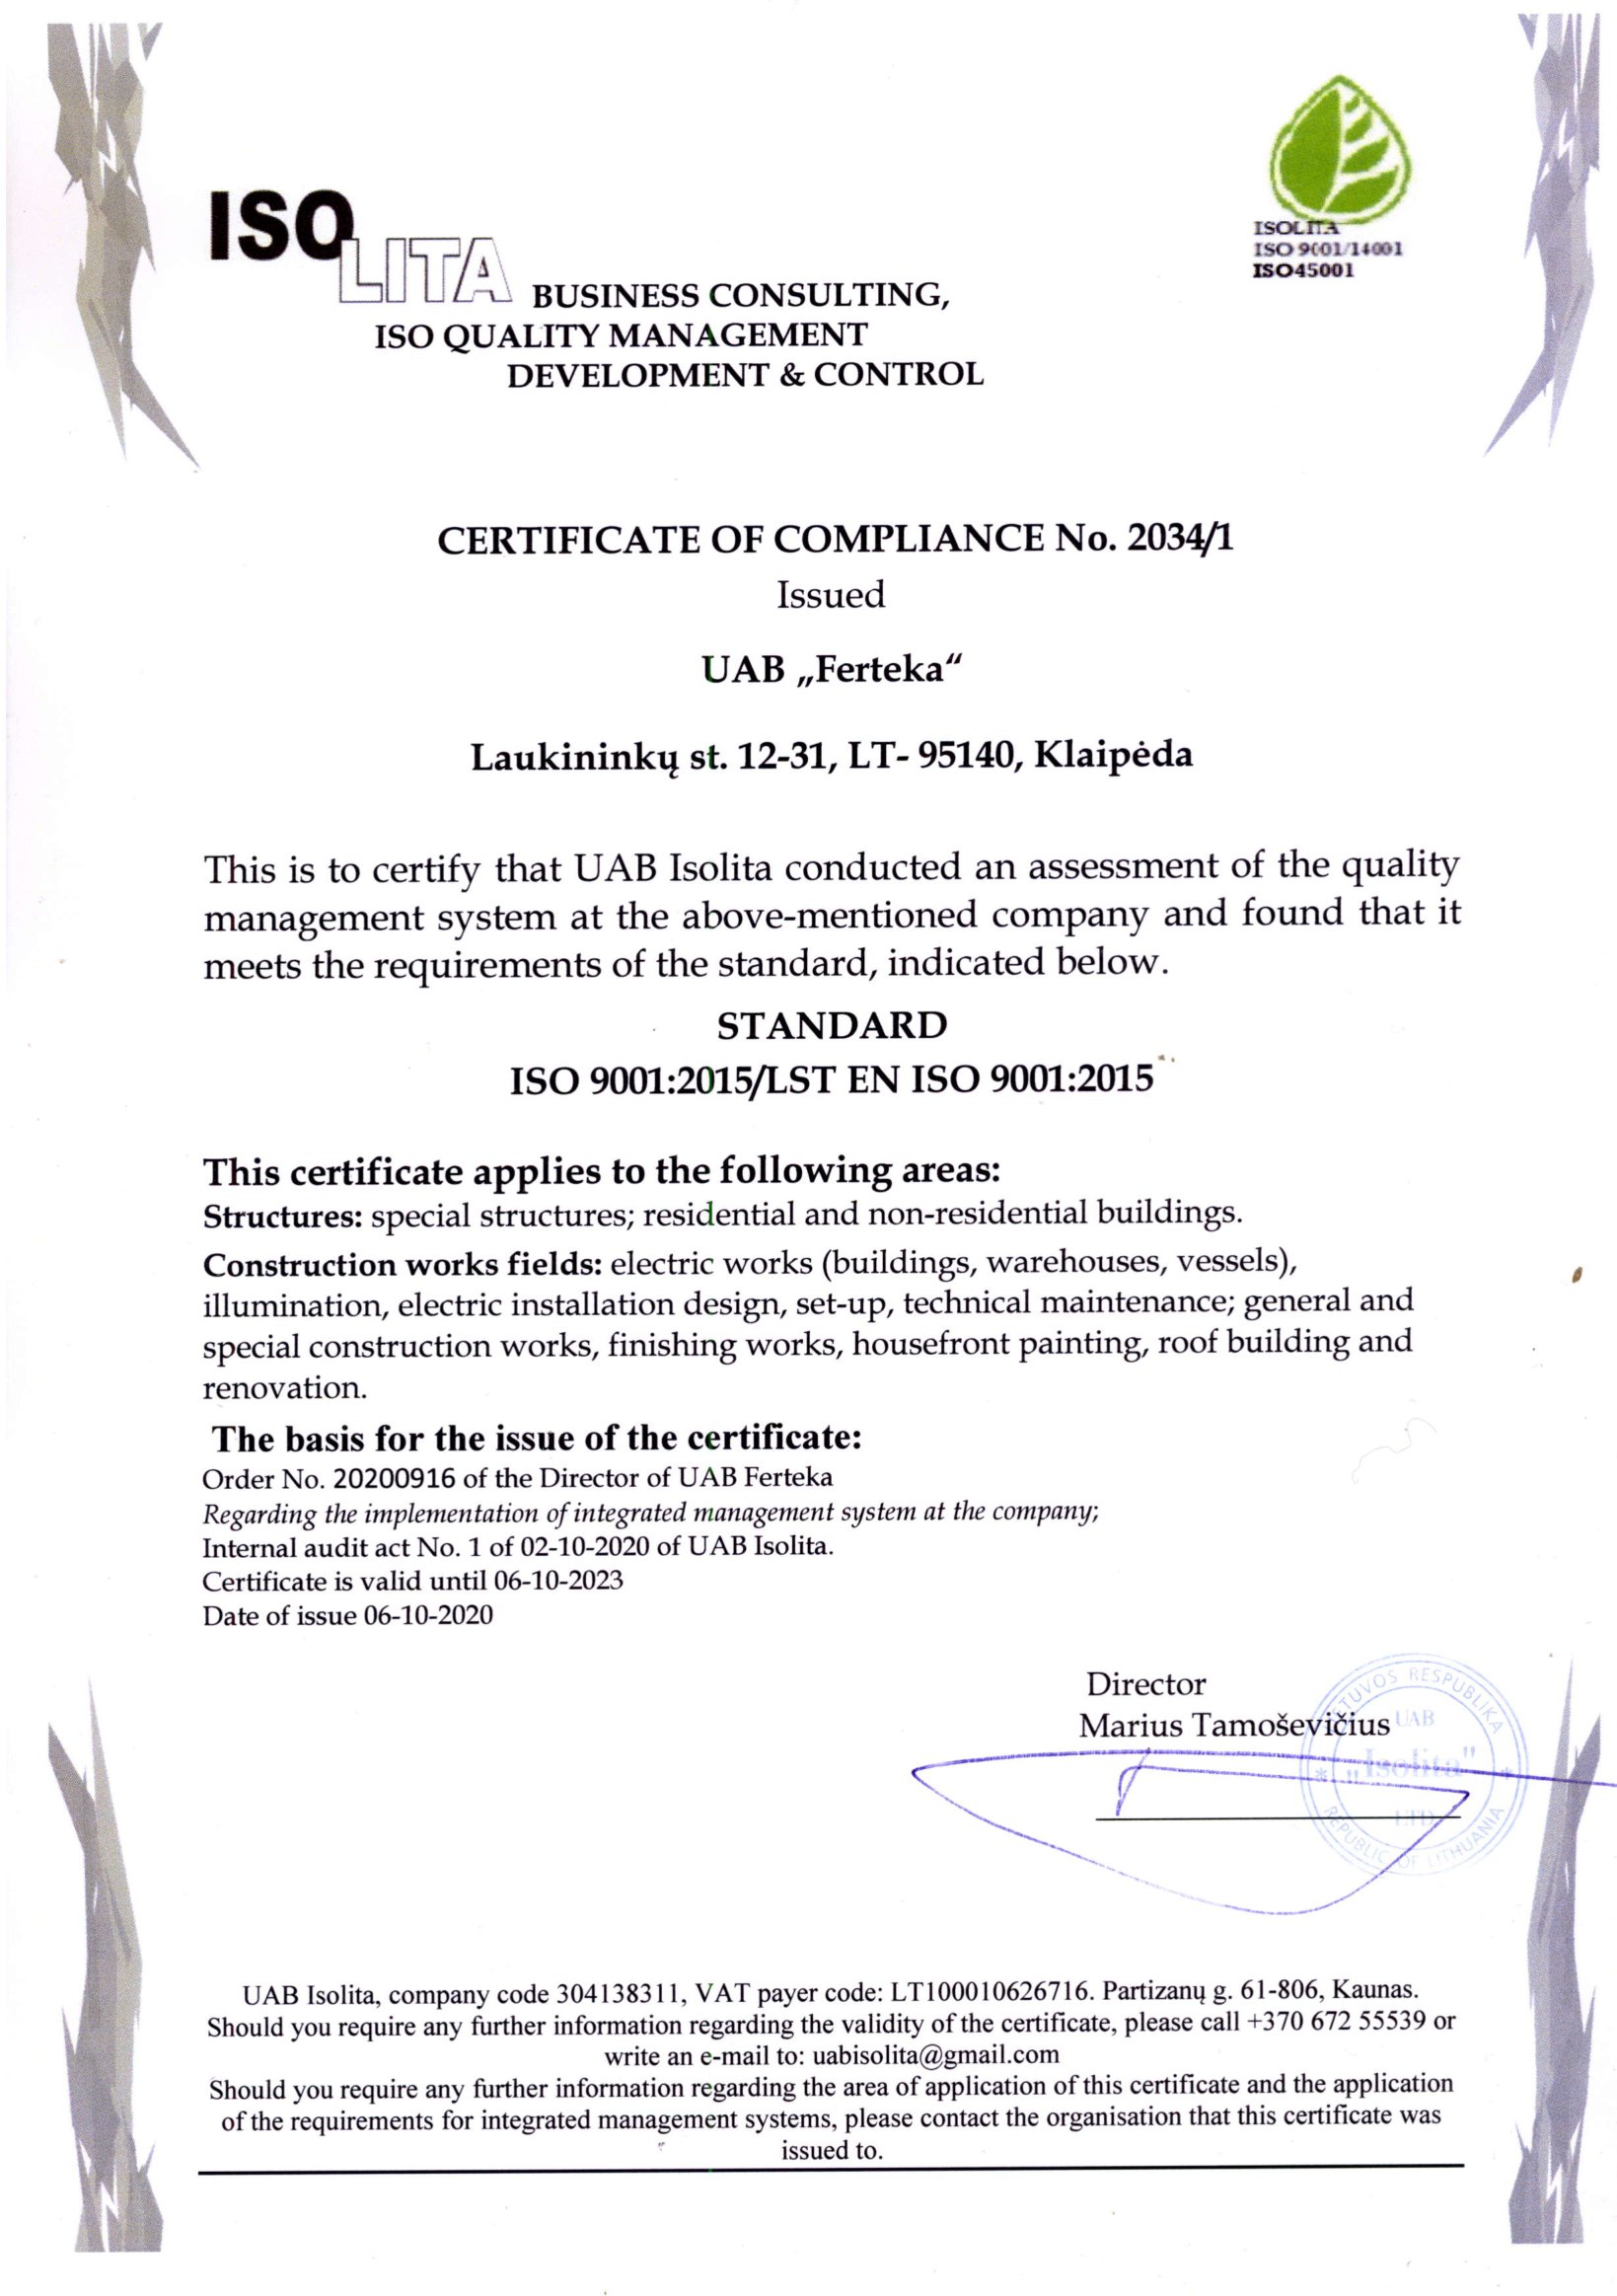 ISOLITA
ISOLITA
ISO 9001/14001
ISO45001
BUSINESS CONSULTING,
ISO QUALITY MANAGEMENT
DEVELOPMENT & CONTROL
CERTIFICATE OF COMPLIANCE No. 2034/1
Issued
UAB „Ferteka“
Laukininkų st. 12-31, LT- 95140, Klaipėda
This is to certify that UAB Isolita conducted an assessment of the quality
management system at the above-mentioned company and found that it
meets the requirements of the standard, indicated below.
STANDARD
ISO 9001:2015/LST EN ISO 9001:2015
This certificate applies to the following areas:
Structures: special structures; residential and non-residential buildings.
Construction works fields: electric works (buildings, warehouses, vessels),
illumination, electric installation design, set-up, technical maintenance; general and
special construction works, finishing works, housefront painting, roof building and
renovation.
The basis for the issue of the certificate:
Order No. 20200916 of the Director of UAB Ferteka
Regarding the implementation of integrated management system at the company;
Internal audit act No. 1 of 02-10-2020 of UAB Isolita.
Certificate is valid until 06-10-2023
Date of issue 06-10-2020
Director
Marius Tamoševičius
LIETUVOS RESPUBLIKA
UAB
* „Isolita" *
LTD
REPUBLIC OF LITHUANIA
UAB Isolita, company code 304138311, VAT payer code: LT100010626716. Partizanų g. 61-806, Kaunas.
Should you require any further information regarding the validity of the certificate, please call +370 672 55539 or
write an e-mail to: uabisolita@gmail.com
Should you require any further information regarding the area of application of this certificate and the application
of the requirements for integrated management systems, please contact the organisation that this certificate was
issued to.